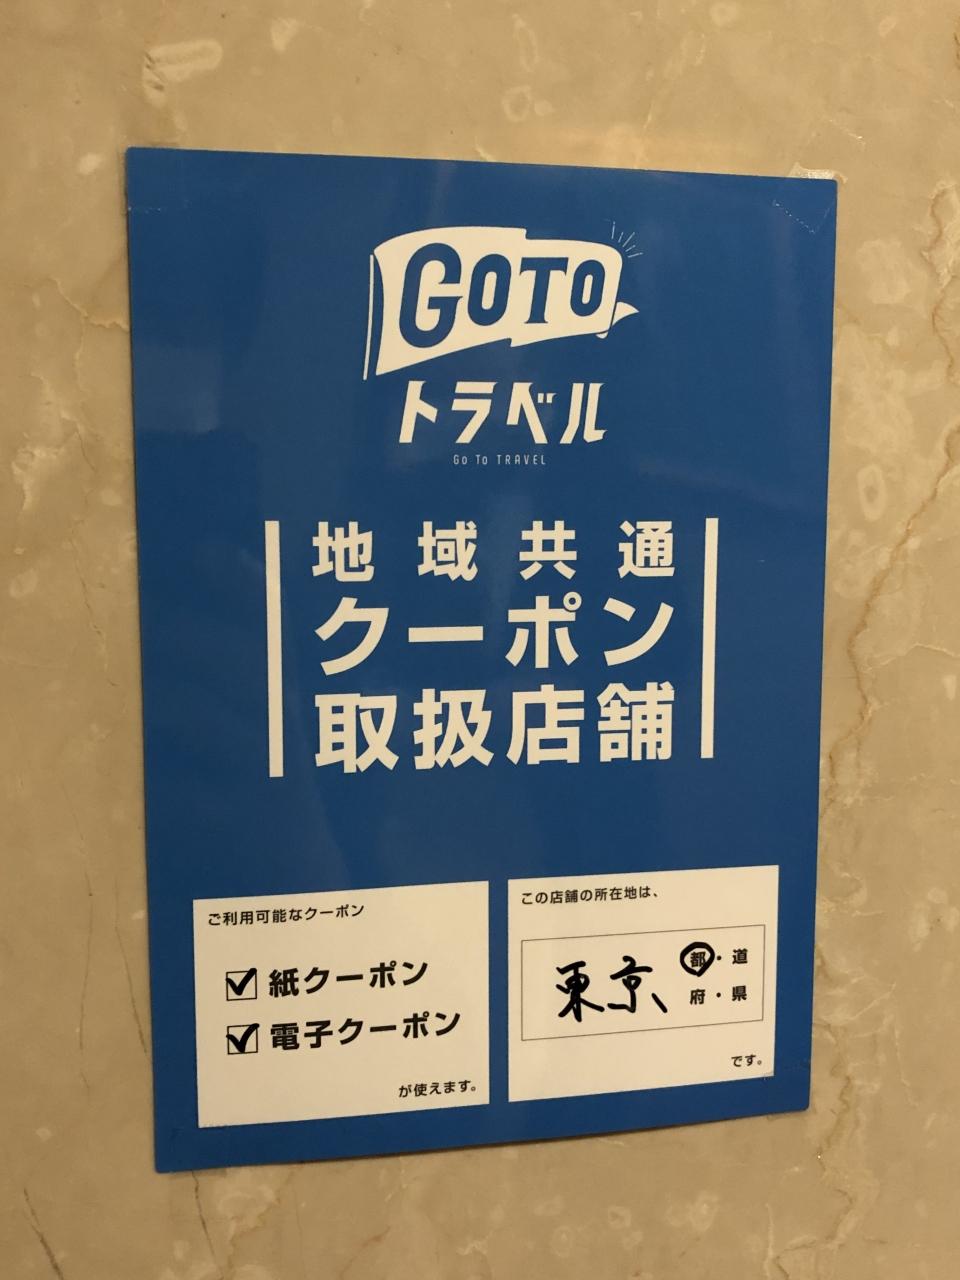 GOTO
トラベル
GO TO TRAVEL
地域共通
クーポン
取扱店舗
ご利用可能なクーポン
紙クーポン
電子クーポン
が使えます。
この店舗の所在地は、
東京 都・道
府・県
です。